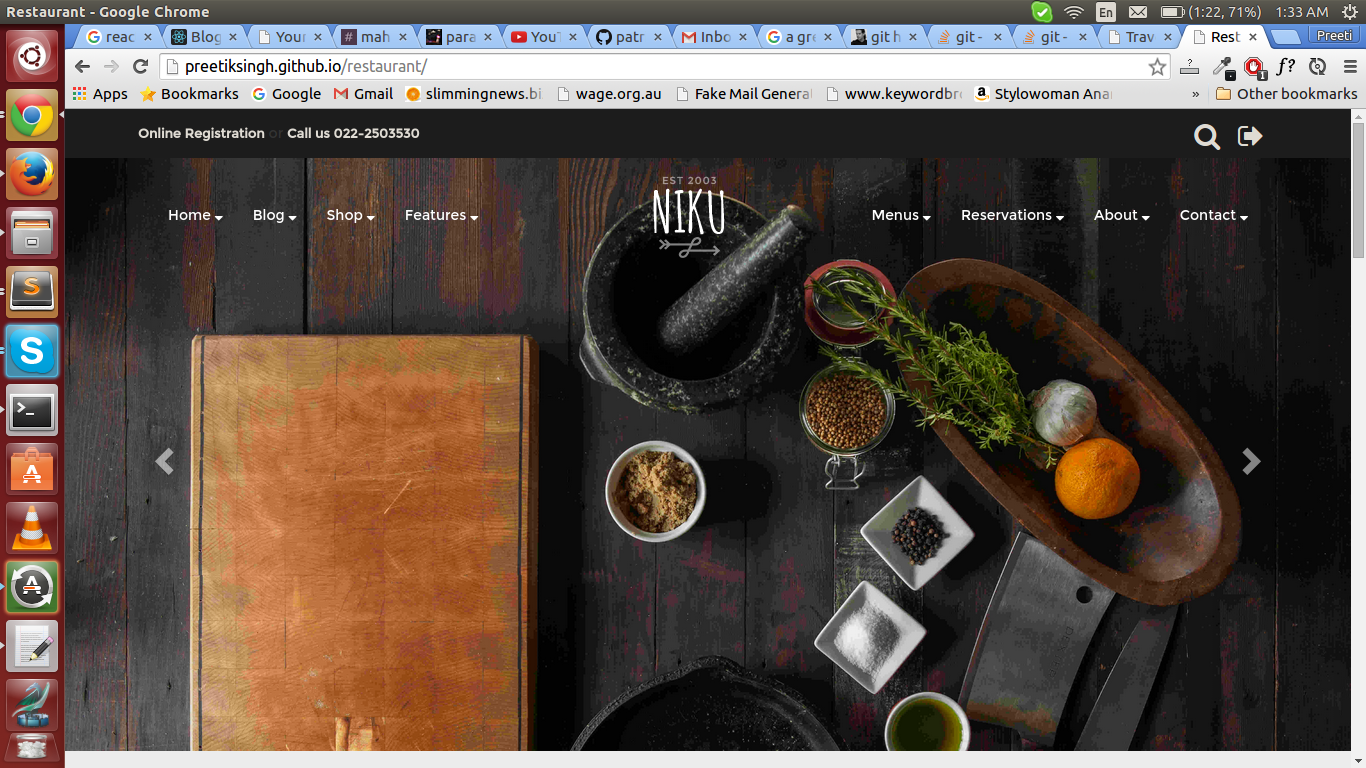 Restaurant - Google Chrome
En
(1:22, 71%)
1:33 AM
reac
Blog
Your
mah
para
YouT
patr
Inbo
a gre
git h
git -
git -
Trav
Rest
Preeti
preetiksingh.github.io/restaurant/
1
f?
Apps
Bookmarks
Google
Gmail
slimmingnews.bi
wage.org.au
Fake Mail Genera
www.keywordbr
Stylowoman Ana
»
Other bookmarks
Online Registration or Call us 022-2503530
EST 2003
NIKU
Home
Blog
Shop
Features
Menus
Reservations
About
Contact